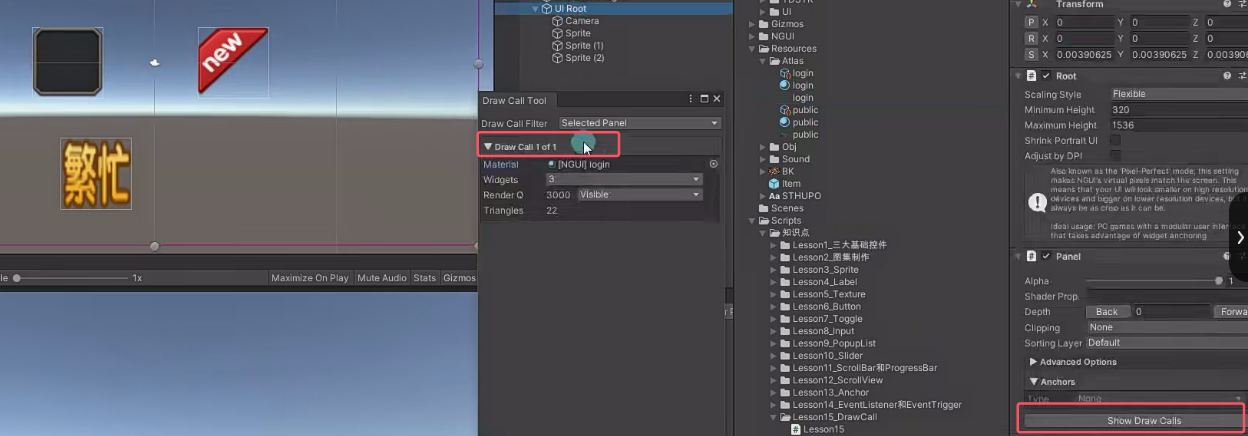 UI Root
Camera
Sprite
Sprite (1)
Sprite (2)
new
繁忙
Draw Call Tool
Draw Call Filter
Selected Panel
Draw Call 1 of 1
Material
[NGUI] login
Widgets
3
Render Q
3000
Visible
Triangles
22
1x
Maximize On Play
Mute Audio
Stats
Gizmos
UI
Gizmos
NGUI
Resources
Atlas
login
login
login
public
public
public
Obj
Sound
BK
Item
Aa STHUPO
Scenes
Scripts
知识点
Lesson1_三大基础控件
Lesson2_图集制作
Lesson3_Sprite
Lesson4_Label
Lesson5_Texture
Lesson6_Button
Lesson7_Toggle
Lesson8_Input
Lesson9_PopupList
Lesson10_Slider
Lesson11_ScrollBar和ProgressBar
Lesson12_ScrollView
Lesson13_Anchor
Lesson14_EventListener和EventTrigger
Lesson15_DrawCall
Lesson15
Transform
P X 0 Y 0 Z 0
R X 0 Y 0 Z 0
S X 0.00390625 Y 0.00390625 Z 0.0039
Root
Scaling Style
Flexible
Minimum Height
320
Maximum Height
1536
Shrink Portrait UI
Adjust by DPI
Also known as the 'Pixel-Perfect' mode, this setting
makes NGUI's virtual pixels match the screen. This
means that your UI will look smaller on high resolution
devices and bigger on lower resolution devices, but
always be as crisp as it can be.
Ideal usage: PC games with a modular user
that takes advantage of widget anchoring
Panel
Alpha
1
Shader Prop.
Depth
Back
0
Forwa
Clipping
None
Sorting Layer
Default
Advanced Options
Anchors
Type
None
Show Draw Calls